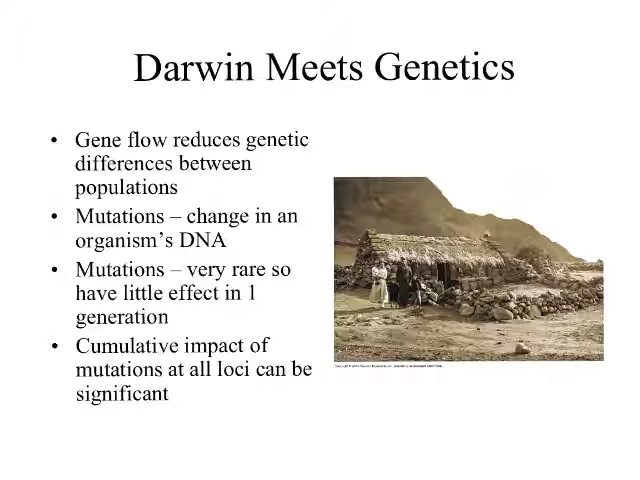 Darwin Meets Genetics
• Gene flow reduces genetic
differences between
populations
• Mutations – change in an
organism's DNA
• Mutations – very rare so
have little effect in 1
generation
• Cumulative impact of
mutations at all loci can be
significant